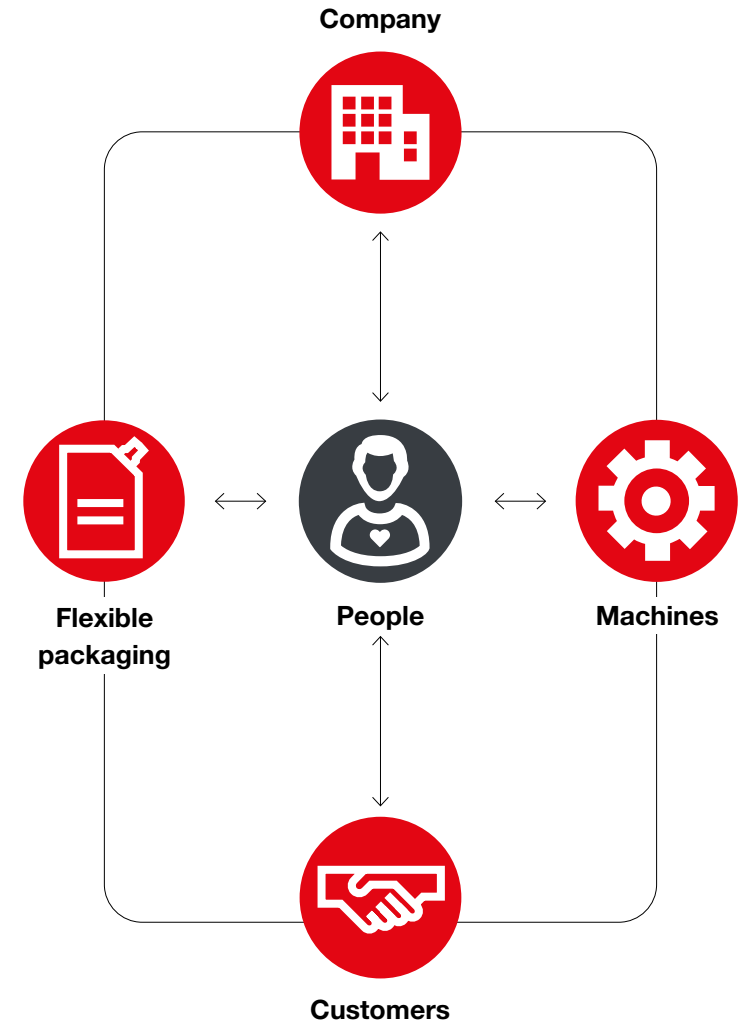 Company
Flexible
packaging
People
Machines
Customers